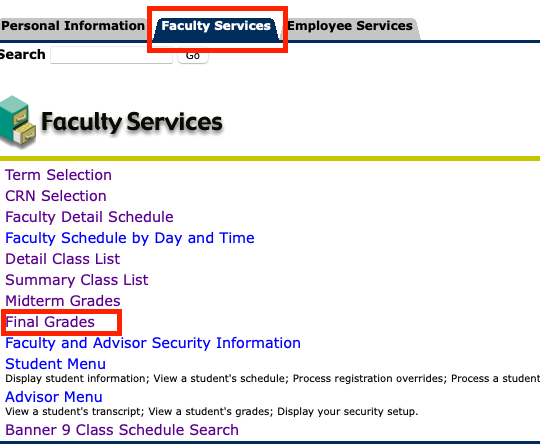 Personal Information Faculty Services Employee Services
Search Go
Faculty Services
Term Selection
CRN Selection
Faculty Detail Schedule
Faculty Schedule by Day and Time
Detail Class List
Summary Class List
Midterm Grades
Final Grades
Faculty and Advisor Security Information
Student Menu
Display student information; View a student's schedule; Process registration overrides; Process a student
Advisor Menu
View a student's transcript; View a student's grades; Display your security setup.
Banner 9 Class Schedule Search